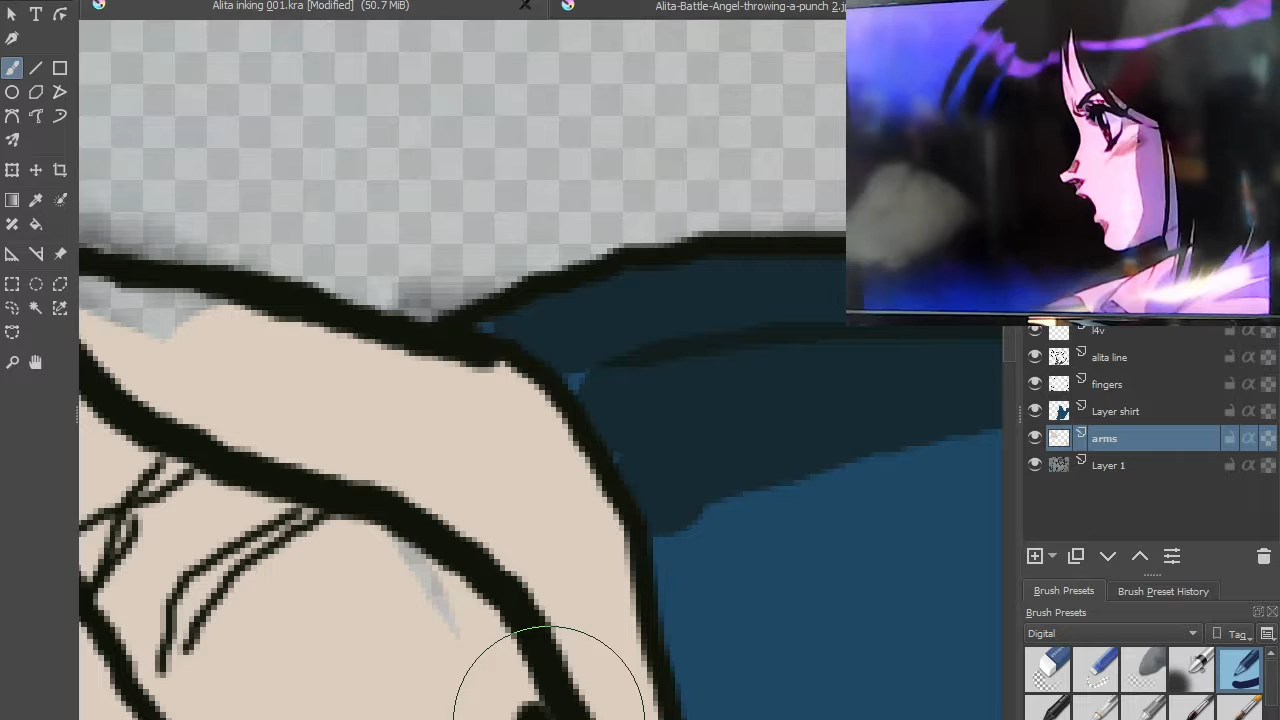 Alita inking 001.kra [Modified] (50.7 MiB)
Alita-Battle-Angel-throwing-a-punch 2.j
l4v
alita line
fingers
Layer shirt
arms
Layer 1
Brush Presets
Brush Preset History
Brush Presets
Digital
Tag